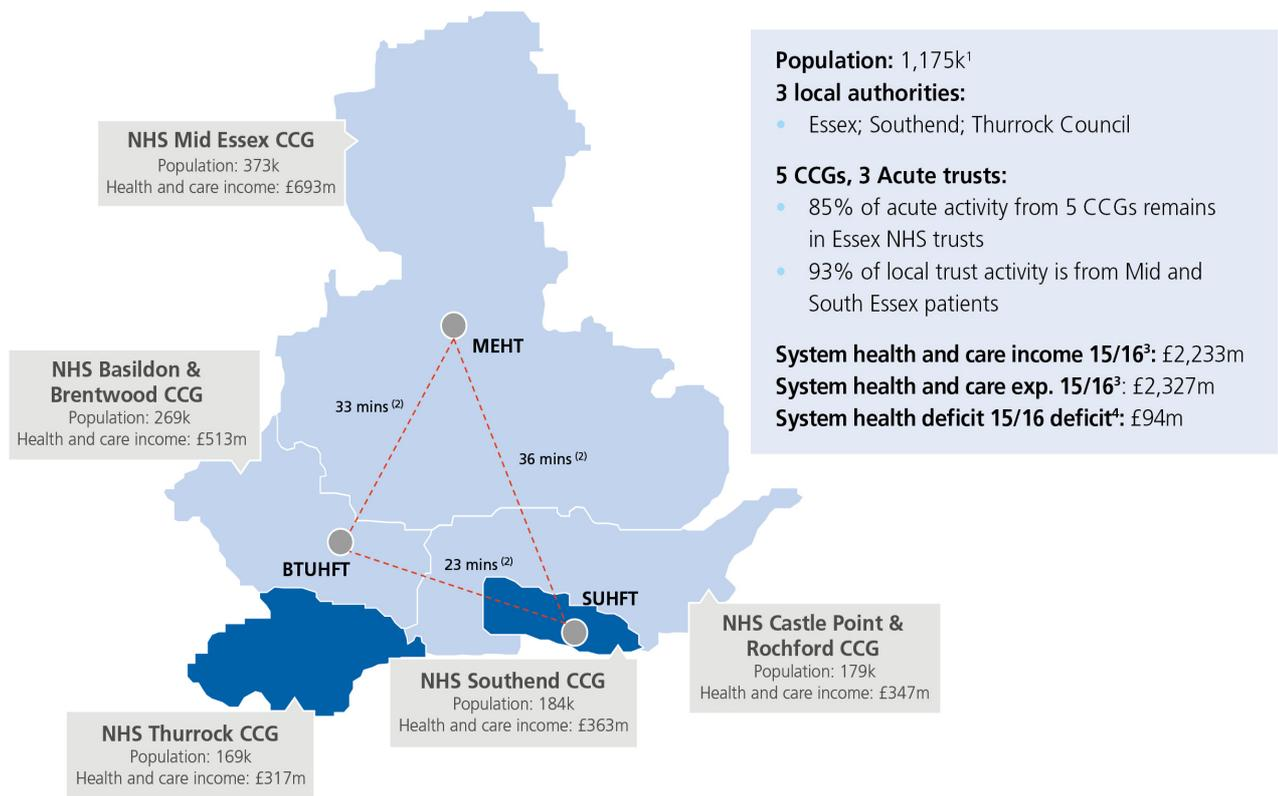 Population: 1,175k¹
3 local authorities:
• Essex; Southend; Thurrock Council
5 CCGs, 3 Acute trusts:
• 85% of acute activity from 5 CCGs remains
in Essex NHS trusts
• 93% of local trust activity is from Mid and
South Essex patients
System health and care income 15/16³: £2,233m
System health and care exp. 15/16³: £2,327m
System health deficit 15/16 deficit⁴: £94m
NHS Mid Essex CCG
Population: 373k
Health and care income: £693m
MEHT
NHS Basildon &
Brentwood CCG
Population: 269k
Health and care income: £513m
33 mins (2)
36 mins (2)
23 mins (2)
BTUHFT
SUHFT
NHS Castle Point &
Rochford CCG
Population: 179k
Health and care income: £347m
NHS Southend CCG
Population: 184k
Health and care income: £363m
NHS Thurrock CCG
Population: 169k
Health and care income: £317m